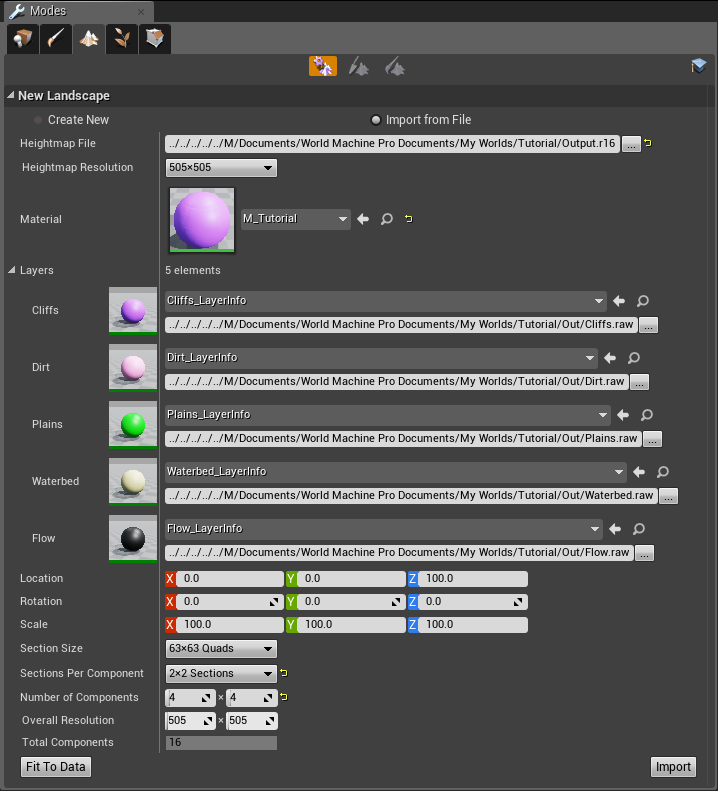 Modes
New Landscape
Create New
Import from File
Heightmap File
../../../../../M/Documents/World Machine Pro Documents/My Worlds/Tutorial/Output.r16
...
Heightmap Resolution
505×505
Material
M_Tutorial
Layers
5 elements
Cliffs
Cliffs_LayerInfo
../../../../../M/Documents/World Machine Pro Documents/My Worlds/Tutorial/Out/Cliffs.raw
...
Dirt
Dirt_LayerInfo
../../../../../M/Documents/World Machine Pro Documents/My Worlds/Tutorial/Out/Dirt.raw
...
Plains
Plains_LayerInfo
../../../../../M/Documents/World Machine Pro Documents/My Worlds/Tutorial/Out/Plains.raw
...
Waterbed
Waterbed_LayerInfo
../../../../../M/Documents/World Machine Pro Documents/My Worlds/Tutorial/Out/Waterbed.raw
...
Flow
Flow_LayerInfo
../../../../../M/Documents/World Machine Pro Documents/My Worlds/Tutorial/Out/Flow.raw
...
Location X 0.0 Y 0.0 Z 100.0
Rotation X 0.0 Y 0.0 Z 0.0
Scale X 100.0 Y 100.0 Z 100.0
Section Size 63×63 Quads
Sections Per Component 2×2 Sections
Number of Components 4 × 4
Overall Resolution 505 × 505
Total Components 16
Fit To Data
Import